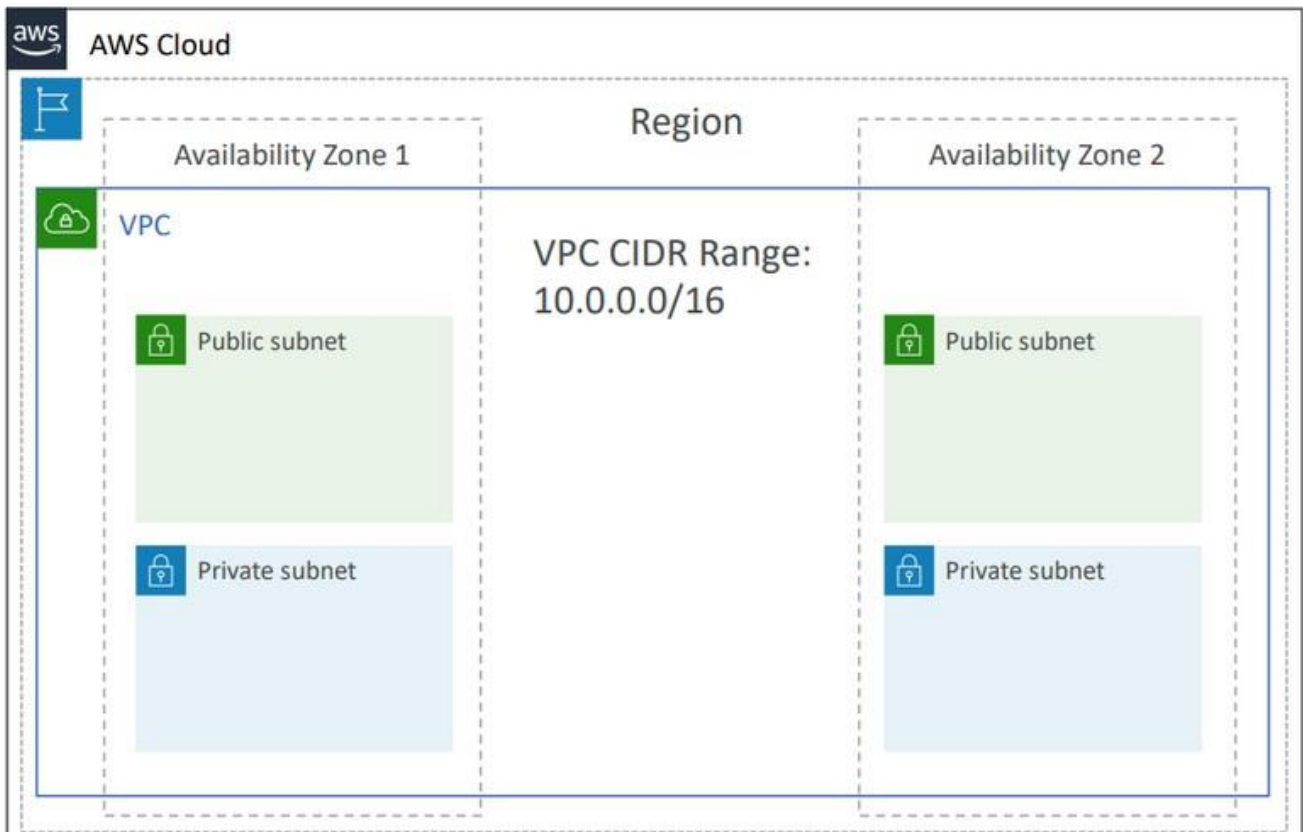 aws
AWS Cloud
Region
Availability Zone 1
Availability Zone 2
VPC
VPC CIDR Range:
10.0.0.0/16
Public subnet
Public subnet
Private subnet
Private subnet